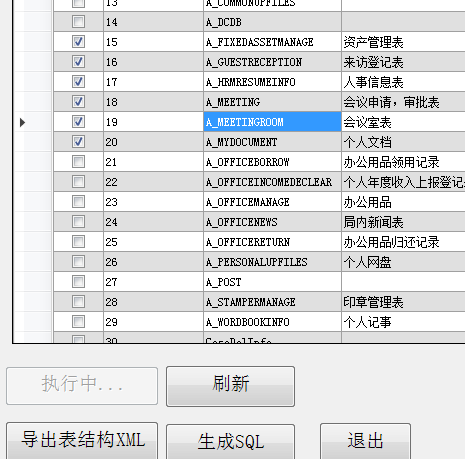 13 A_COMMONUPFILES
14 A_DCDB
15 A_FIXEDASSETMANAGE 资产管理表
16 A_GUESTRECEPTION 来访登记表
17 A_HRMRESUMEINFO 人事信息表
18 A_MEETING 会议申请，审批表
19 A_MEETINGROOM 会议室表
20 A_MYDOCUMENT 个人文档
21 A_OFFICEBORROW 办公用品领用记录
22 A_OFFICEINCOMEDECLEAR 个人年度收入上报登记
23 A_OFFICEMANAGE 办公用品
24 A_OFFICENEWS 局内新闻表
25 A_OFFICERETURN 办公用品归还记录
26 A_PERSONALUPFILES 个人网盘
27 A_POST
28 A_STAMPERMANAGE 印章管理表
29 A_WORDBOOKINFO 个人记事
30 CaseDelInfo
执行中... 刷新
导出表结构XML 生成SQL 退出